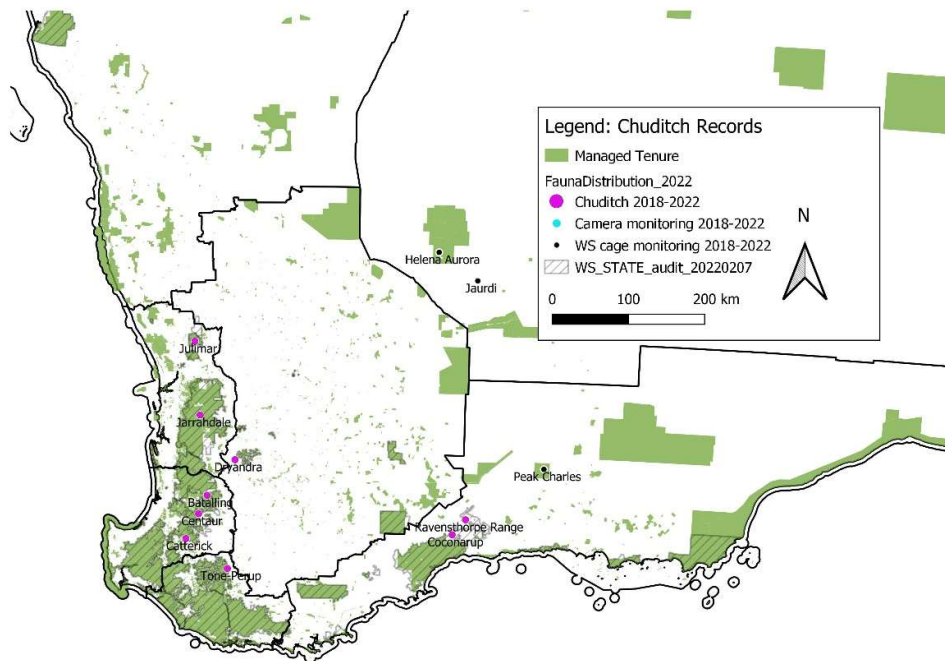 Legend: Chuditch Records
Managed Tenure
FaunaDistribution_2022
Chuditch 2018-2022
Camera monitoring 2018-2022
WS cage monitoring 2018-2022
WS_STATE_audit_20220207
0 100 200 km
N
Helena Aurora
Jaurdi
Julimar
Jarrahdale
Dryandra
Peak Charles
Batalling
Centaur
Ravensthorpe Range
Catterick
Coconarup
Tone-Perup